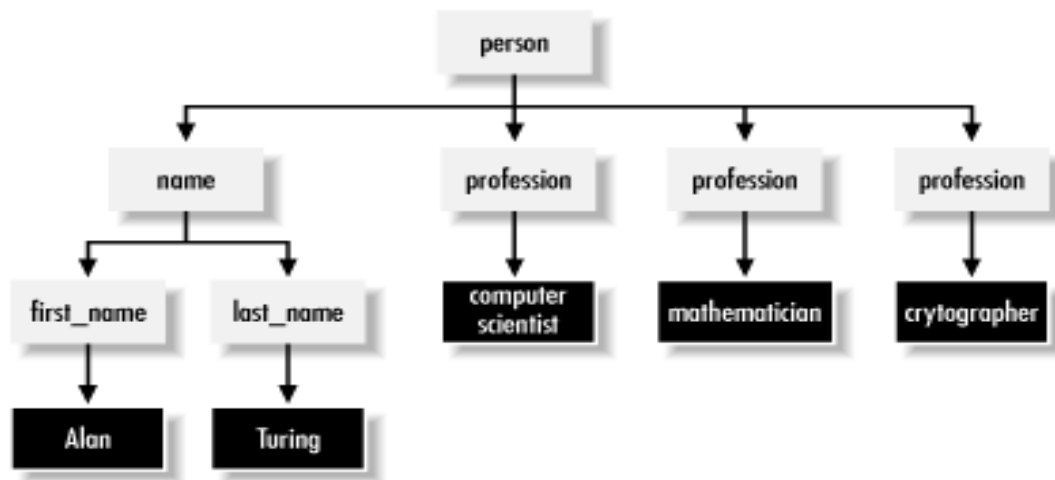 person
name
profession
profession
profession
first_name
last_name
computer
scientist
mathematician
crytographer
Alan
Turing